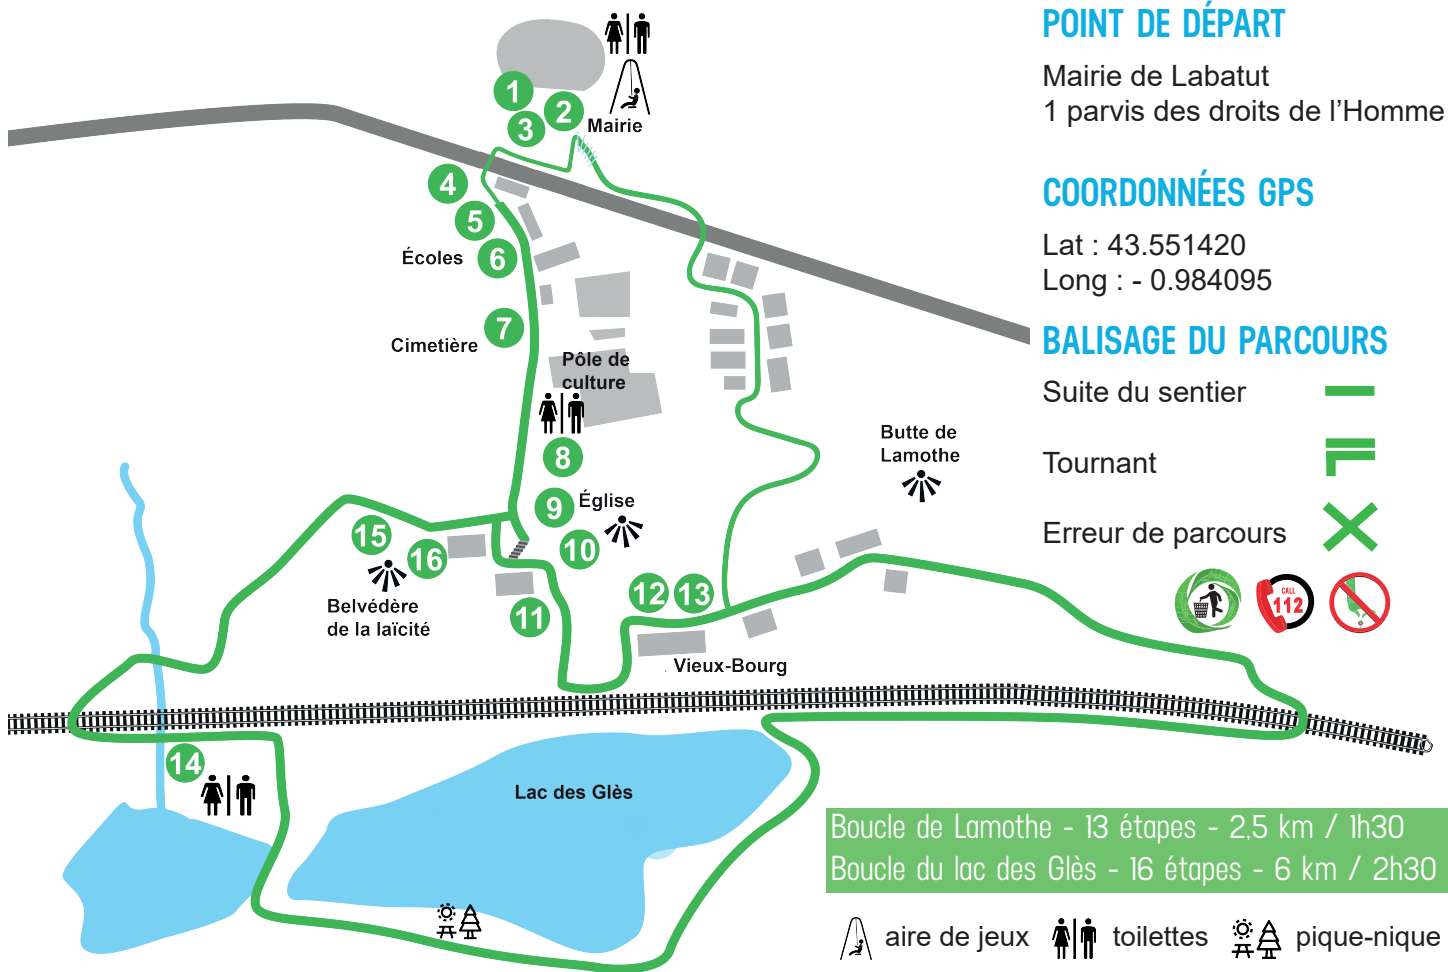 1
2
3
Mairie
4
5
Écoles
6
7
Cimetière
Pôle de
culture
8
9
Église
10
Butte de
Lamothe
15
16
Belvédère
de la laïcité
11
12
13
Vieux-Bourg
14
Lac des Glès
POINT DE DÉPART
Mairie de Labatut
1 parvis des droits de l'Homme
COORDONNÉES GPS
Lat : 43.551420
Long : - 0.984095
BALISAGE DU PARCOURS
Suite du sentier
Tournant
Erreur de parcours
CALL
112
Boucle de Lamothe - 13 étapes - 2,5 km / 1h30
Boucle du lac des Glès - 16 étapes - 6 km / 2h30
aire de jeux
toilettes
pique-nique